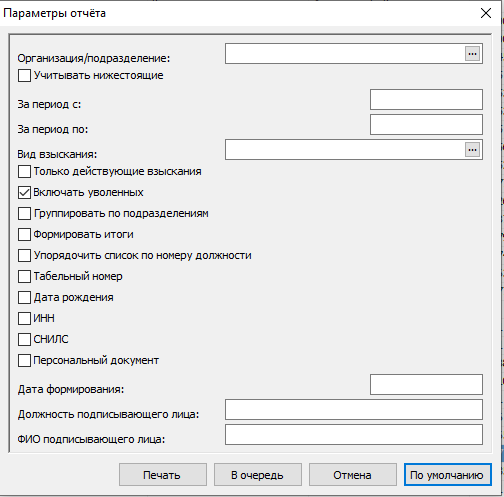 Параметры отчёта
Организация/подразделение:
...
Учитывать нижестоящие
За период с:
За период по:
Вид взыскания:
...
Только действующие взыскания
Включать уволенных
Группировать по подразделениям
Формировать итоги
Упорядочить список по номеру должности
Табельный номер
Дата рождения
ИНН
СНИЛС
Персональный документ
Дата формирования:
Должность подписывающего лица:
ФИО подписывающего лица:
Печать В очередь Отмена По умолчанию